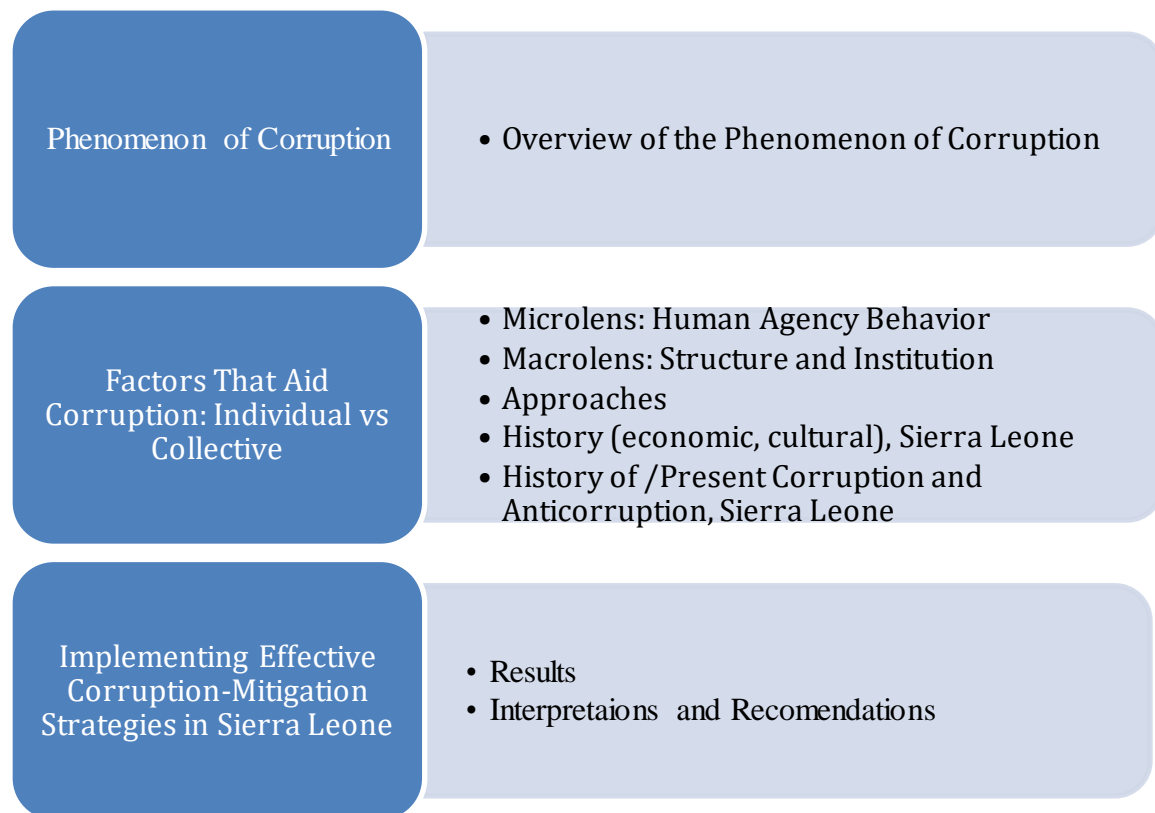 Phenomenon of Corruption
• Overview of the Phenomenon of Corruption
Factors That Aid
Corruption: Individual vs
Collective
• Microlens: Human Agency Behavior
• Macrolens: Structure and Institution
• Approaches
• History (economic, cultural), Sierra Leone
• History of /Present Corruption and
Anticorruption, Sierra Leone
Implementing Effective
Corruption-Mitigation
Strategies in Sierra Leone
• Results
• Interpretaions and Recomendations